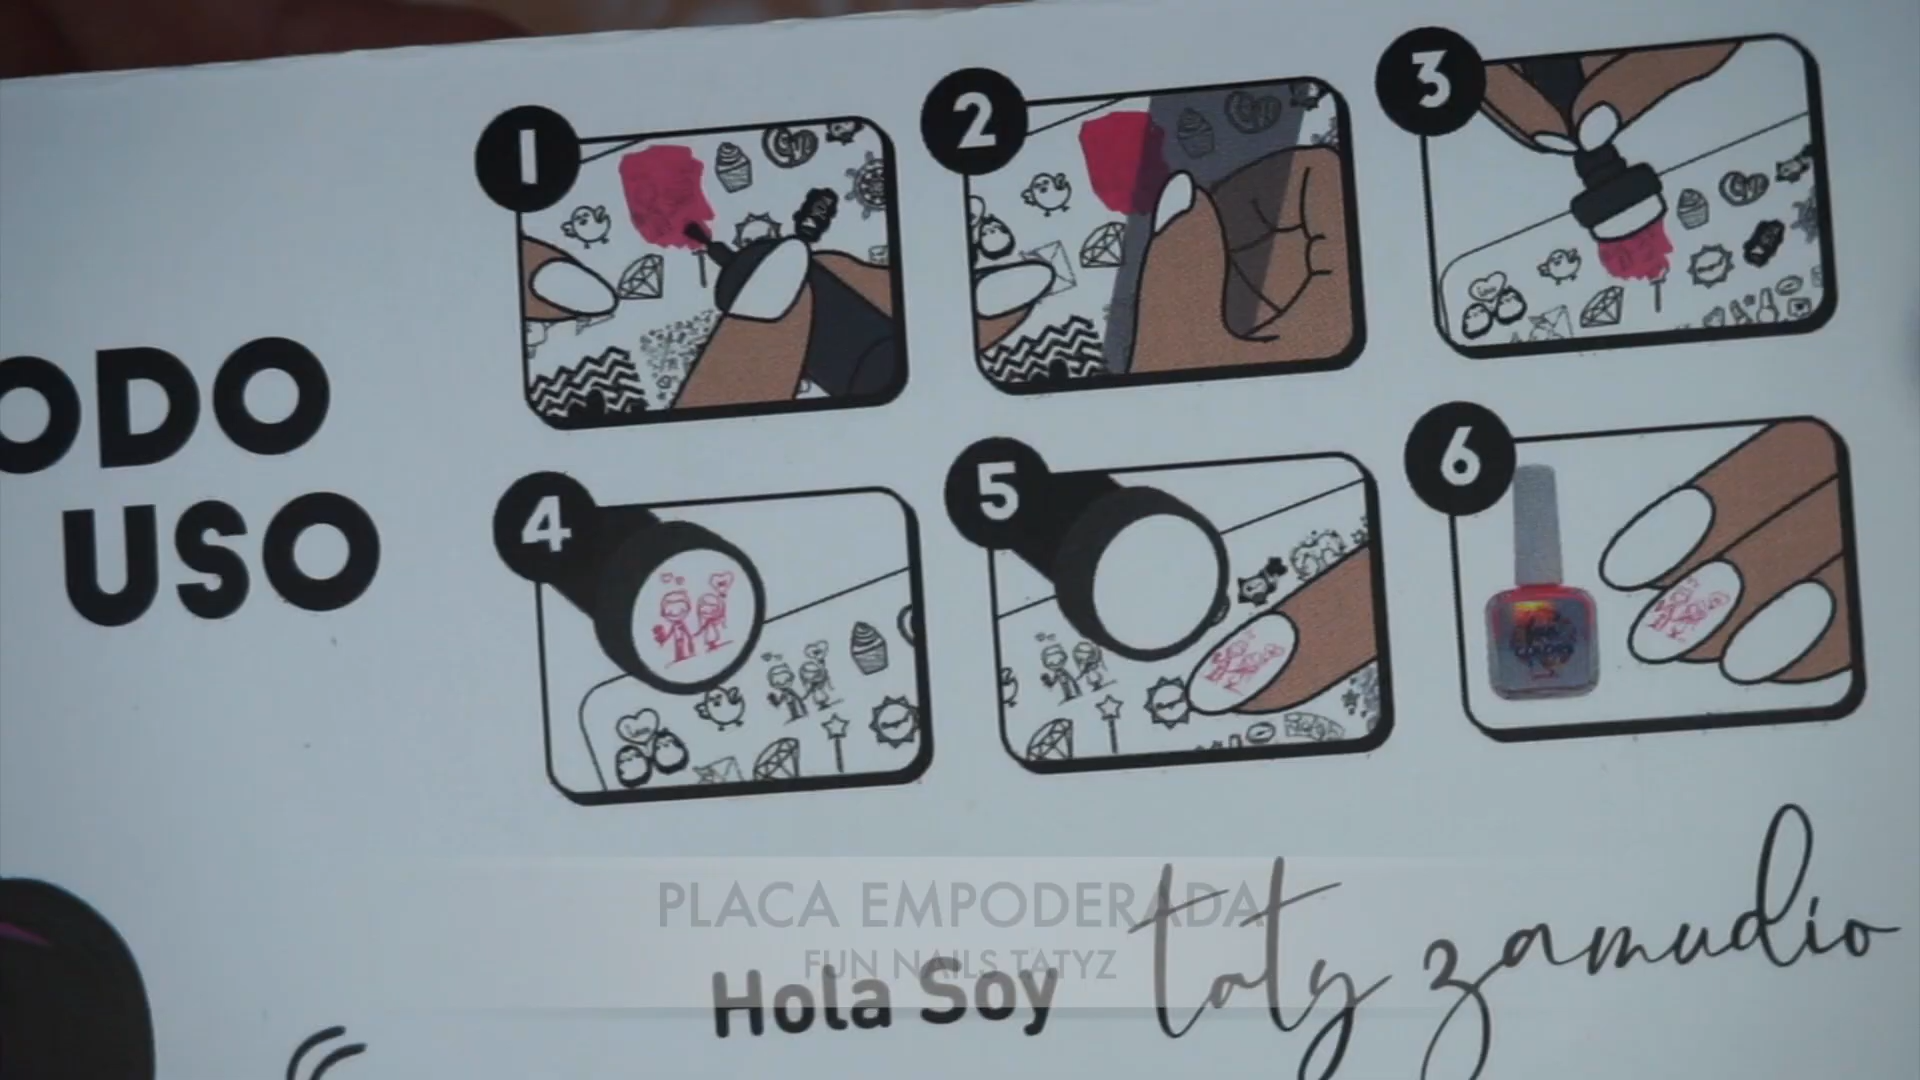 ODO
USO
1
2
3
4
5
6
PLACA EMPODERADA
FUN NAILS TATYZ
Hola Soy taty zamudio